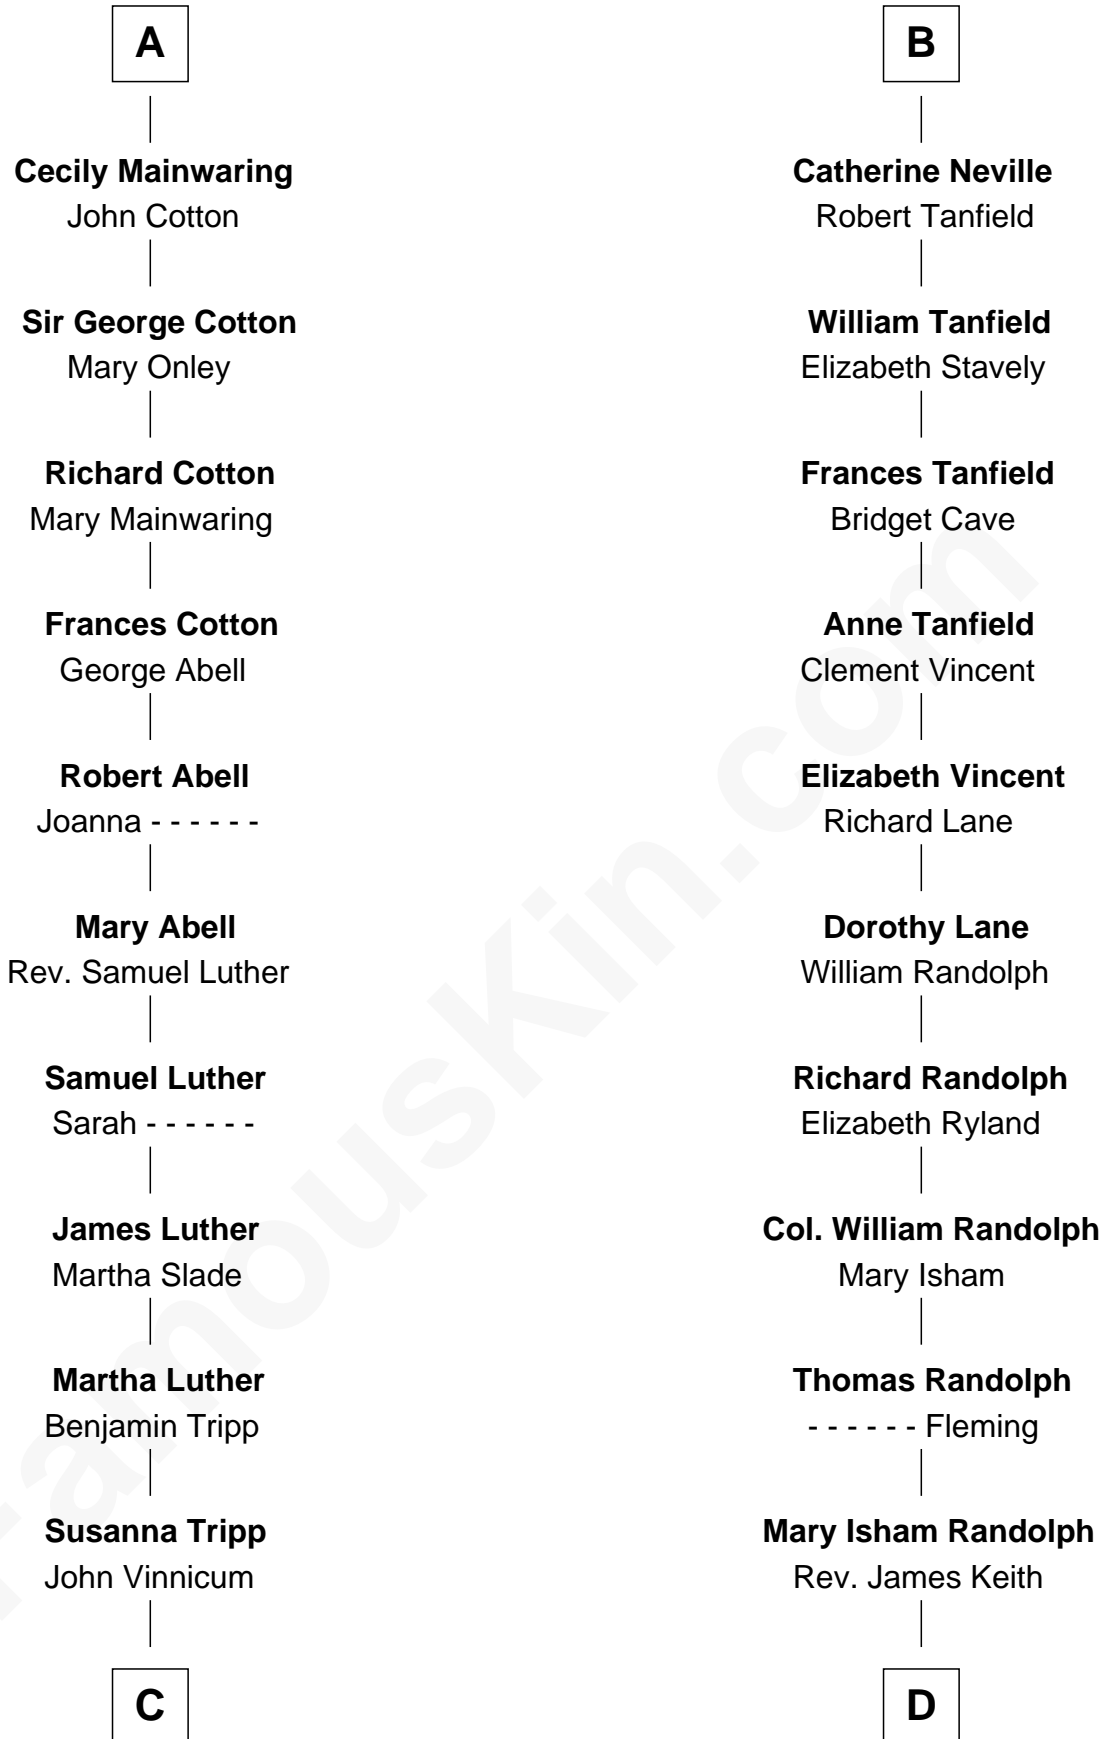 A
Cecily Mainwaring
John Cotton
Sir George Cotton
Mary Onley
Richard Cotton
Mary Mainwaring
Frances Cotton
George Abell
Robert Abell
Joanna - - - - - -
Mary Abell
Rev. Samuel Luther
Samuel Luther
Sarah - - - - - -
James Luther
Martha Slade
Martha Luther
Benjamin Tripp
Susanna Tripp
John Vinnicum
C
B
Catherine Neville
Robert Tanfield
William Tanfield
Elizabeth Stavely
Frances Tanfield
Bridget Cave
Anne Tanfield
Clement Vincent
Elizabeth Vincent
Richard Lane
Dorothy Lane
William Randolph
Richard Randolph
Elizabeth Ryland
Col. William Randolph
Mary Isham
Thomas Randolph
- - - - - - Fleming
Mary Isham Randolph
Rev. James Keith
D
FamousKin.com